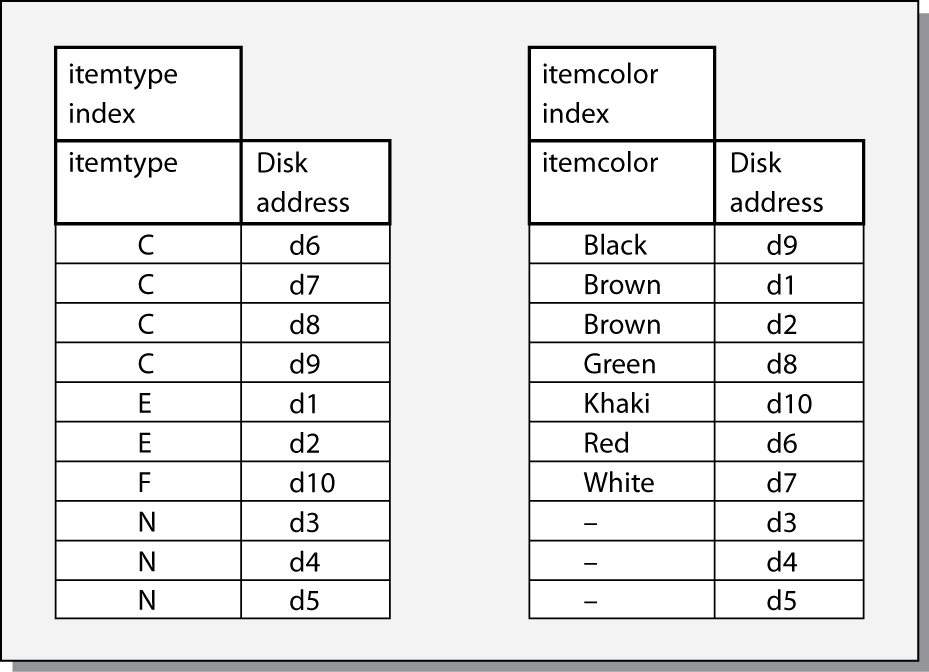 itemtype
index
itemtype Disk
address
C d6
C d7
C d8
C d9
E d1
E d2
F d10
N d3
N d4
N d5
itemcolor
index
itemcolor Disk
address
Black d9
Brown d1
Brown d2
Green d8
Khaki d10
Red d6
White d7
– d3
– d4
– d5